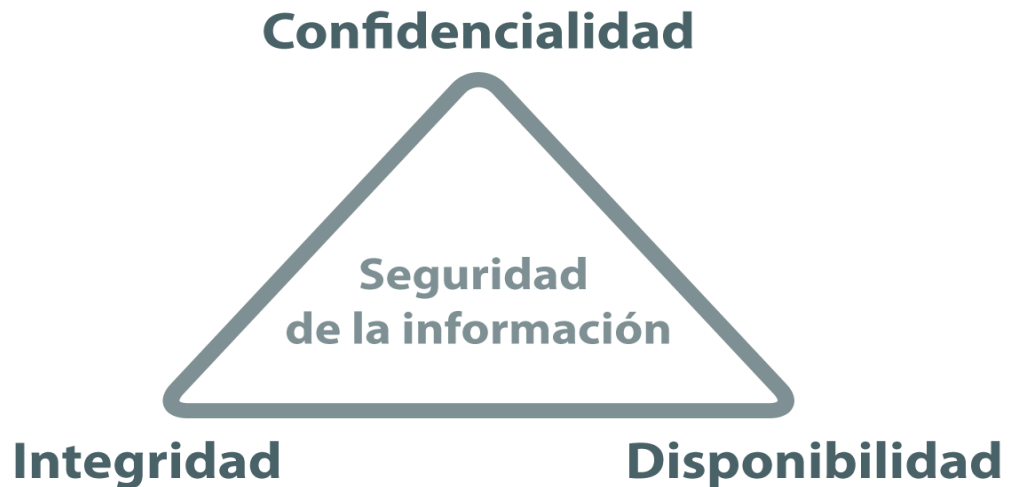 Confidencialidad
Seguridad
de la información
Integridad
Disponibilidad